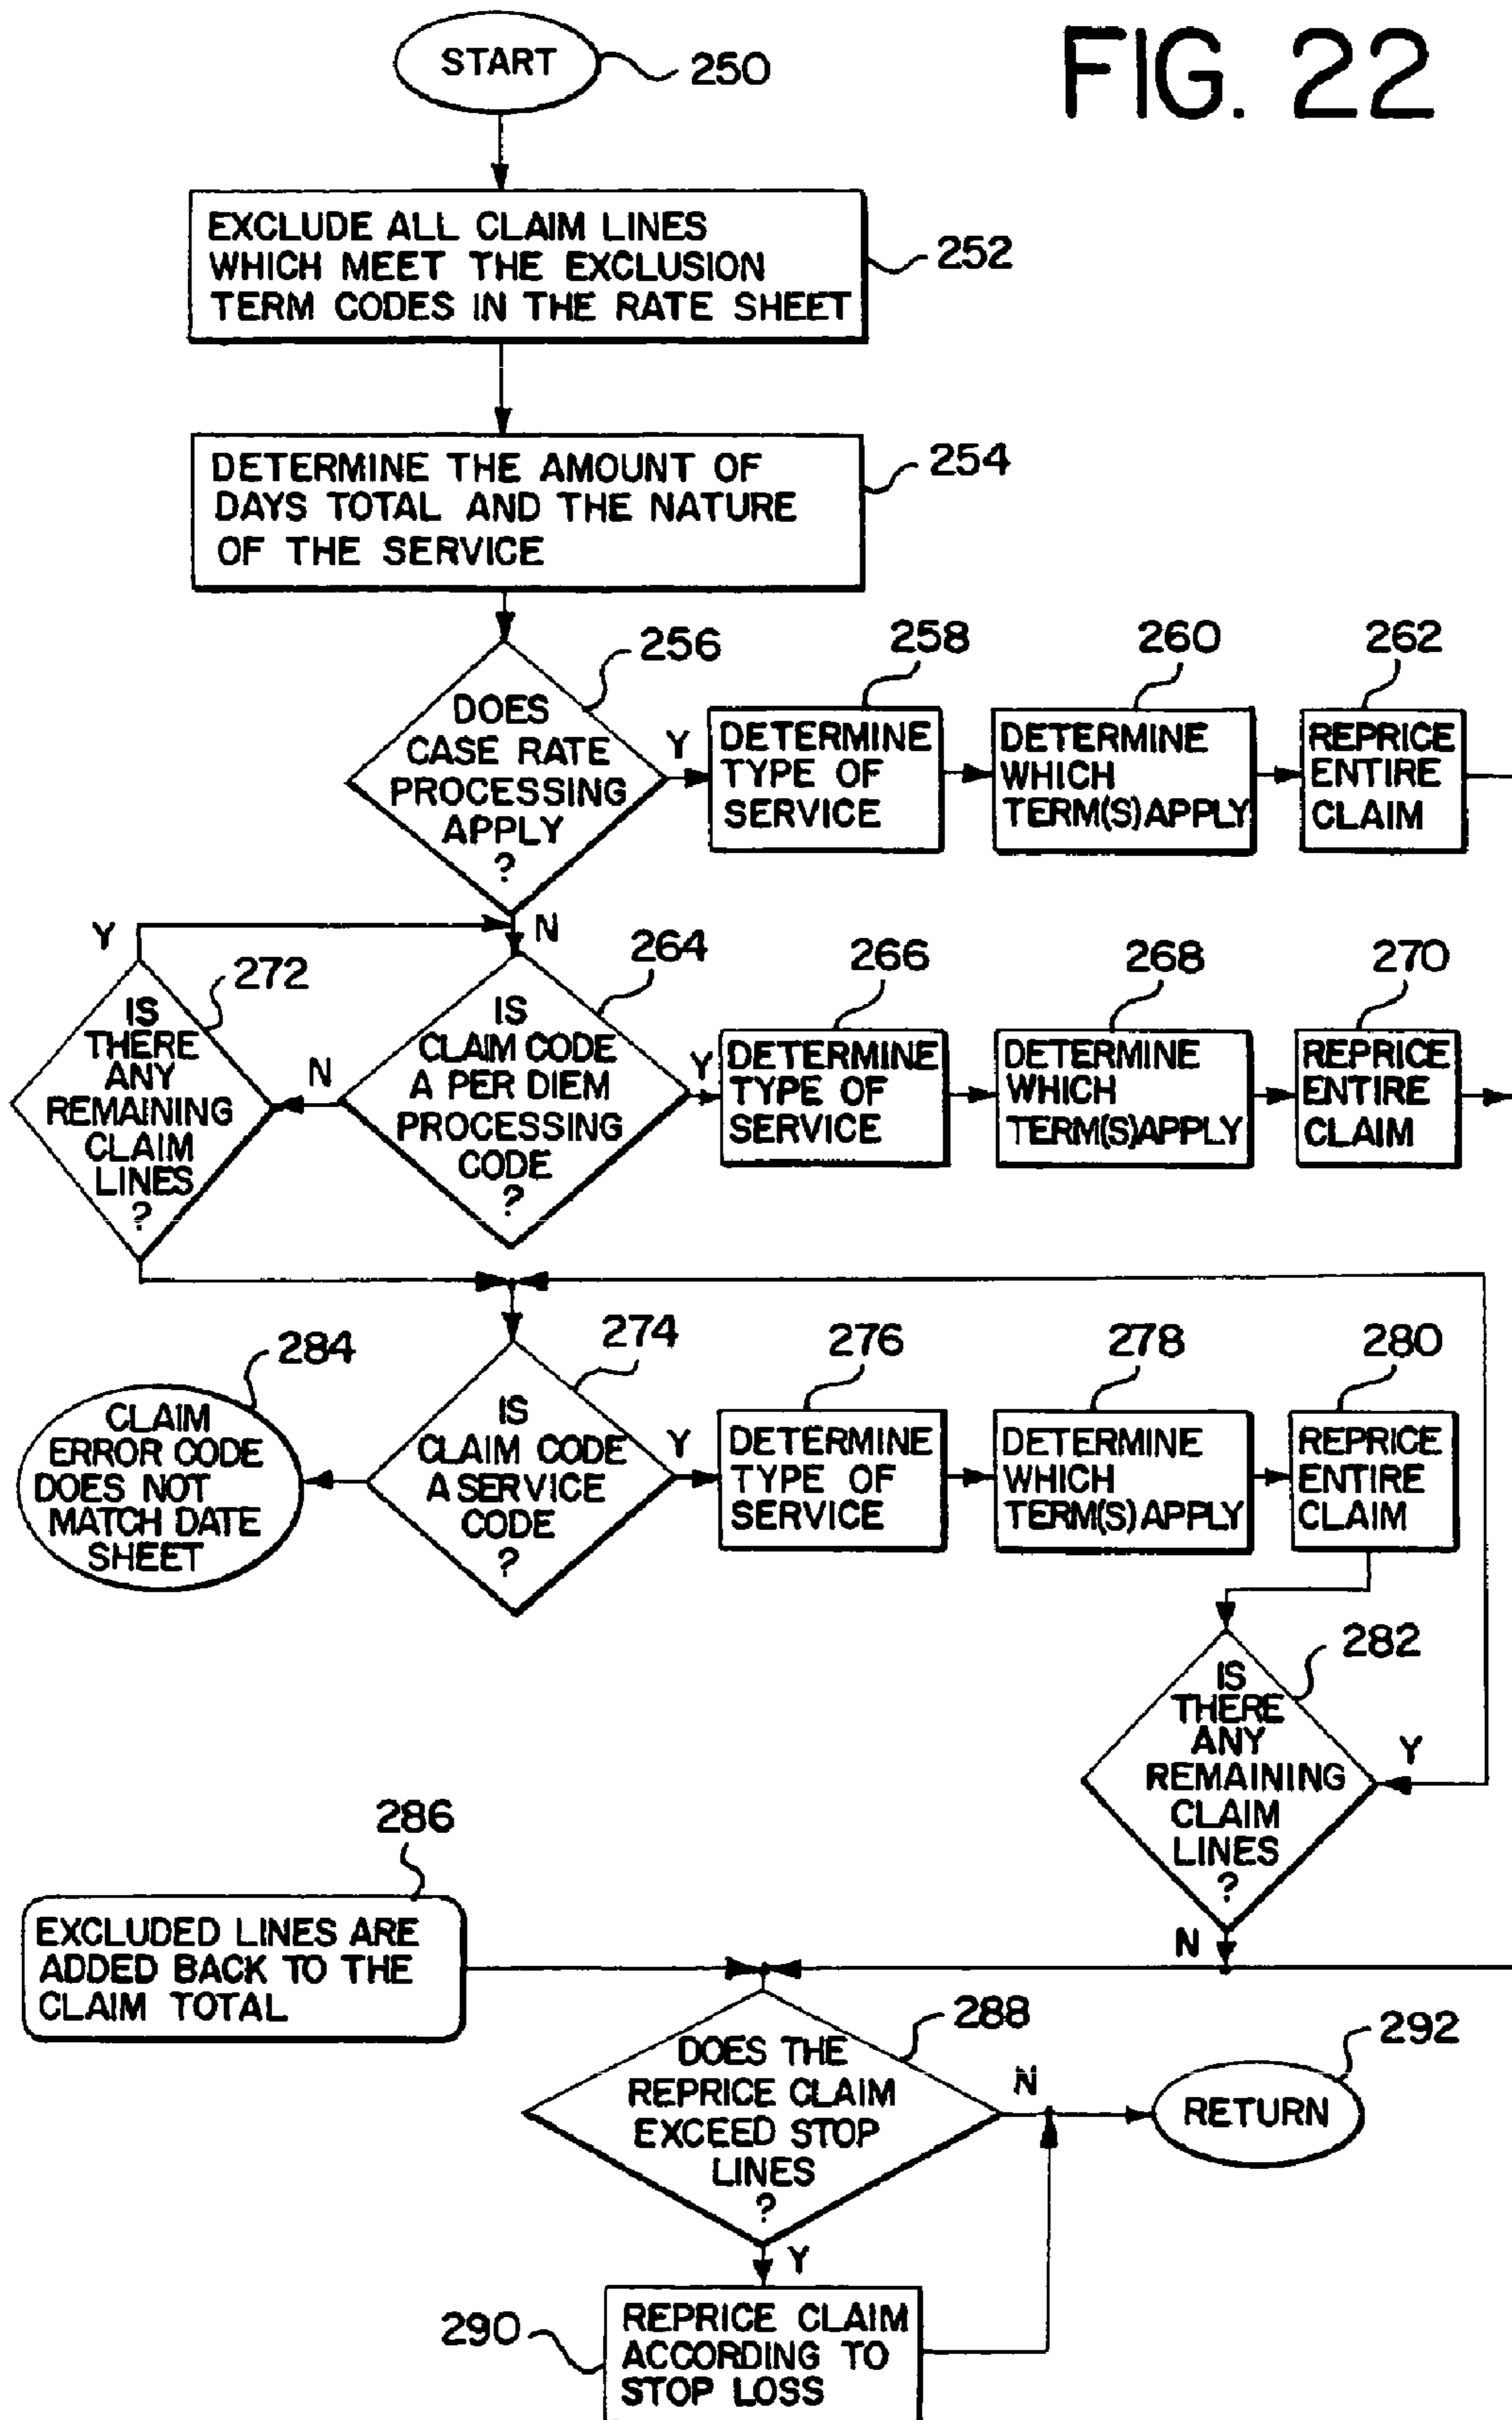 FIG. 22
START
250
EXCLUDE ALL CLAIM LINES
WHICH MEET THE EXCLUSION
TERM CODES IN THE RATE SHEET
252
DETERMINE THE AMOUNT OF
DAYS TOTAL AND THE NATURE
OF THE SERVICE
254
DOES
CASE RATE
PROCESSING
APPLY
?
256
Y
N
DETERMINE
TYPE OF
SERVICE
258
DETERMINE
WHICH
TERM(S) APPLY
260
REPRICE
ENTIRE
CLAIM
262
Y
IS
THERE
ANY
REMAINING
CLAIM
LINES
?
272
N
IS
CLAIM CODE
A PER DIEM
PROCESSING
CODE
?
264
Y
DETERMINE
TYPE OF
SERVICE
266
DETERMINE
WHICH
TERM(S) APPLY
268
REPRICE
ENTIRE
CLAIM
270
CLAIM
ERROR CODE
DOES NOT
MATCH DATE
SHEET
284
IS
CLAIM CODE
A SERVICE
CODE
?
274
Y
DETERMINE
TYPE OF
SERVICE
276
DETERMINE
WHICH
TERM(S) APPLY
278
REPRICE
ENTIRE
CLAIM
280
IS
THERE
ANY
REMAINING
CLAIM
LINES
?
282
Y
N
286
EXCLUDED LINES ARE
ADDED BACK TO THE
CLAIM TOTAL
DOES THE
REPRICE CLAIM
EXCEED STOP
LINES
?
288
N
RETURN
292
Y
290
REPRICE CLAIM
ACCORDING TO
STOP LOSS